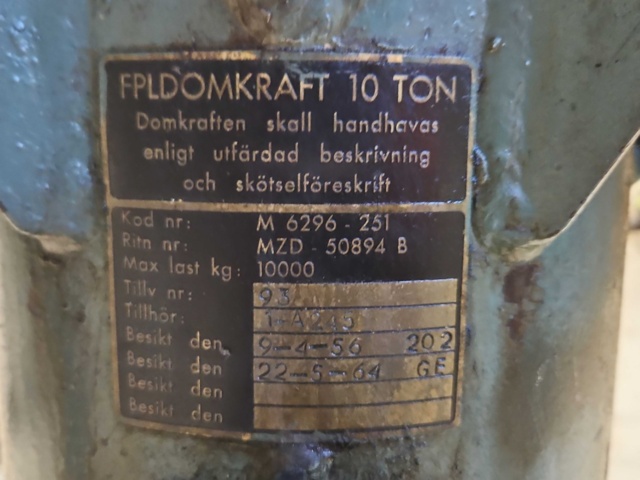 FPLDOMKRAFT 10 TON
Domkraften skall handhavas
enligt utfärdad beskrivning
och skötselföreskrift
Kod nr: M 6296-251
Ritn nr: MZD-50894 B
Max last kg: 10000
Tillv nr: 93
Tillhör:
Besikt den 9-4-56 202
Besikt den 22-5-64 GE
Besikt den
Besikt den